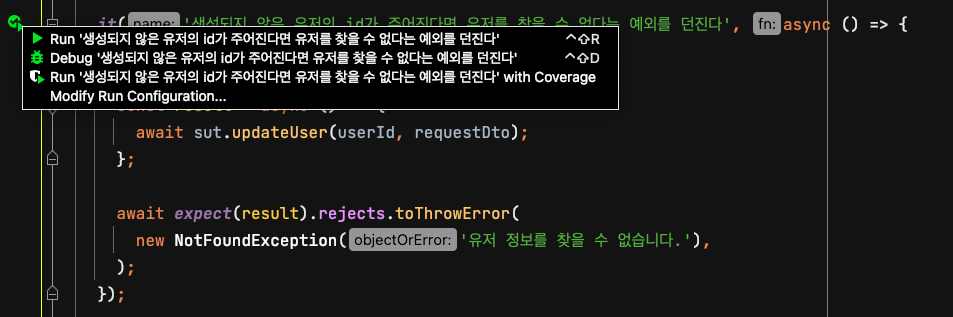 it( name: '생성되지 않은 유저의 id가 주어진다면 유저를 찾을 수 없다는 예외를 던진다', fn: async () => {
Run '생성되지 않은 유저의 id가 주어진다면 유저를 찾을 수 없다는 예외를 던진다' ^⇧R
Debug '생성되지 않은 유저의 id가 주어진다면 유저를 찾을 수 없다는 예외를 던진다' ^⇧D
Run '생성되지 않은 유저의 id가 주어진다면 유저를 찾을 수 없다는 예외를 던진다' with Coverage
Modify Run Configuration...
await sut.updateUser(userId, requestDto);
};
await expect(result).rejects.toThrowError(
new NotFoundException( objectOrError: '유저 정보를 찾을 수 없습니다.'),
);
});